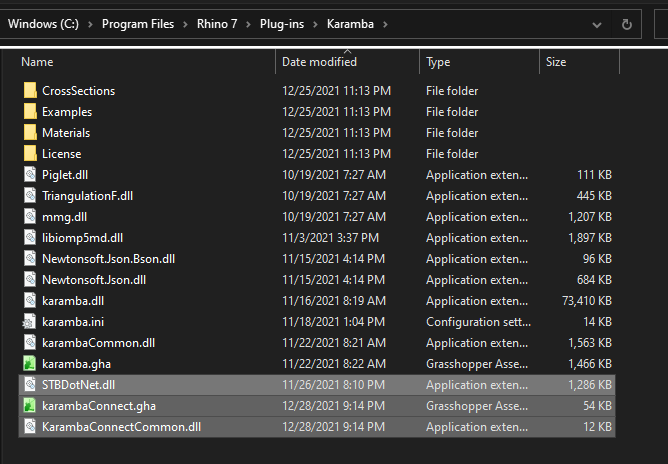 Windows (C:) > Program Files > Rhino 7 > Plug-ins > Karamba >
Name Date modified Type Size
CrossSections 12/25/2021 11:13 PM File folder
Examples 12/25/2021 11:13 PM File folder
Materials 12/25/2021 11:13 PM File folder
License 12/25/2021 11:13 PM File folder
Piglet.dll 10/19/2021 7:27 AM Application exten... 111 KB
TriangulationF.dll 10/19/2021 7:27 AM Application exten... 445 KB
mmg.dll 10/19/2021 7:27 AM Application exten... 1,207 KB
libiomp5md.dll 11/3/2021 3:37 PM Application exten... 1,897 KB
Newtonsoft.Json.Bson.dll 11/15/2021 4:14 PM Application exten... 96 KB
Newtonsoft.Json.dll 11/15/2021 4:14 PM Application exten... 684 KB
karamba.dll 11/16/2021 8:19 AM Application exten... 73,410 KB
karamba.ini 11/18/2021 1:04 PM Configuration sett... 14 KB
karambaCommon.dll 11/22/2021 8:21 AM Application exten... 1,563 KB
karamba.gha 11/22/2021 8:22 AM Grasshopper Asse... 1,466 KB
STBDotNet.dll 11/26/2021 8:10 PM Application exten... 1,286 KB
karambaConnect.gha 12/28/2021 9:14 PM Grasshopper Asse... 54 KB
KarambaConnectCommon.dll 12/28/2021 9:14 PM Application exten... 12 KB